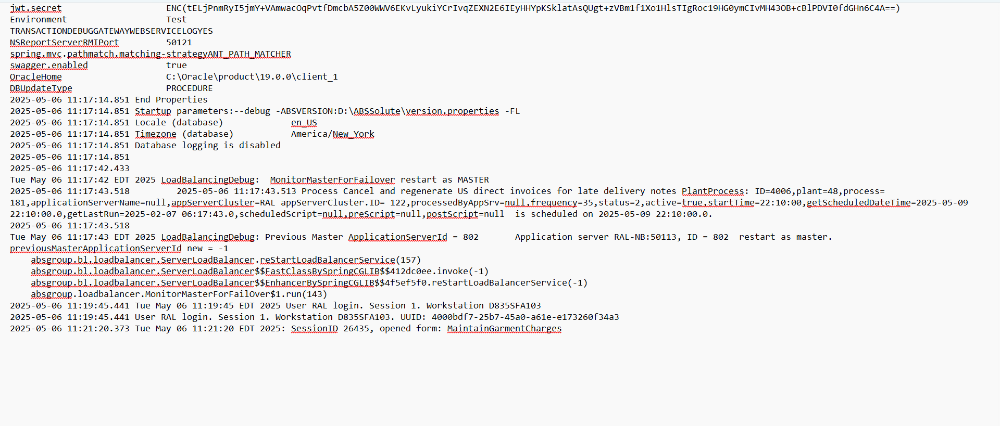 jwt.secret                    ENC(tELjPnmRyI5jmY+VAmwacOqPvtfDmcbA5Z00WWV6EKvLyukiYCrIvqZEXN2E6IEyHHYpKSklatAsQUgt+zVBm1f1Xo1HlsTIgRoc19HG0ymCIvMH43OB+cBlPDVI0fdGHn6C4A==)
Environment                   Test
TRANSACTIONDEBUGGATEWAYWEBSERVICELOGYES
NSReportServerRMIPort         50121
spring.mvc.pathmatch.matching-strategyANT_PATH_MATCHER
swagger.enabled               true
OracleHome                    C:\Oracle\product\19.0.0\client_1
DBUpdateType                  PROCEDURE
2025-05-06 11:17:14.851 End Properties
2025-05-06 11:17:14.851 Startup parameters:--debug -ABSVERSION:D:\ABSSolute\version.properties -FL
2025-05-06 11:17:14.851 Locale (database)             en_US
2025-05-06 11:17:14.851 Timezone (database)           America/New_York
2025-05-06 11:17:14.851 Database logging is disabled
2025-05-06 11:17:14.851
2025-05-06 11:17:42.433
Tue May 06 11:17:42 EDT 2025 LoadBalancingDebug:  MonitorMasterForFailover restart as MASTER
2025-05-06 11:17:43.518         2025-05-06 11:17:43.513 Process Cancel and regenerate US direct invoices for late delivery notes PlantProcess: ID=4006,plant=48,process=
181,applicationServerName=null,appServerCluster=RAL appServerCluster.ID= 122,processedByAppSrv=null,frequency=35,status=2,active=true,startTime=22:10:00,getScheduledDateTime=2025-05-09
22:10:00.0,getLastRun=2025-02-07 06:17:43.0,scheduledScript=null,preScript=null,postScript=null  is scheduled on 2025-05-09 22:10:00.0.
2025-05-06 11:17:43.518
Tue May 06 11:17:43 EDT 2025 LoadBalancingDebug: Previous Master ApplicationServerId = 802       Application server RAL-NB:50113, ID = 802  restart as master.
previousMasterApplicationServerId new = -1
    absgroup.bl.loadbalancer.ServerLoadBalancer.reStartLoadBalancerService(157)
    absgroup.bl.loadbalancer.ServerLoadBalancer$$FastClassBySpringCGLIB$$412dc0ee.invoke(-1)
    absgroup.bl.loadbalancer.ServerLoadBalancer$$EnhancerBySpringCGLIB$$4f5ef5f0.reStartLoadBalancerService(-1)
    absgroup.loadbalancer.MonitorMasterForFailOver$1.run(143)
2025-05-06 11:19:45.441 Tue May 06 11:19:45 EDT 2025 User RAL login. Session 1. Workstation D835SFA103
2025-05-06 11:19:45.441 User RAL login. Session 1. Workstation D835SFA103. UUID: 4000bdf7-25b7-45a0-a61e-e173260f34a3
2025-05-06 11:21:20.373 Tue May 06 11:21:20 EDT 2025: SessionID 26435, opened form: MaintainGarmentCharges